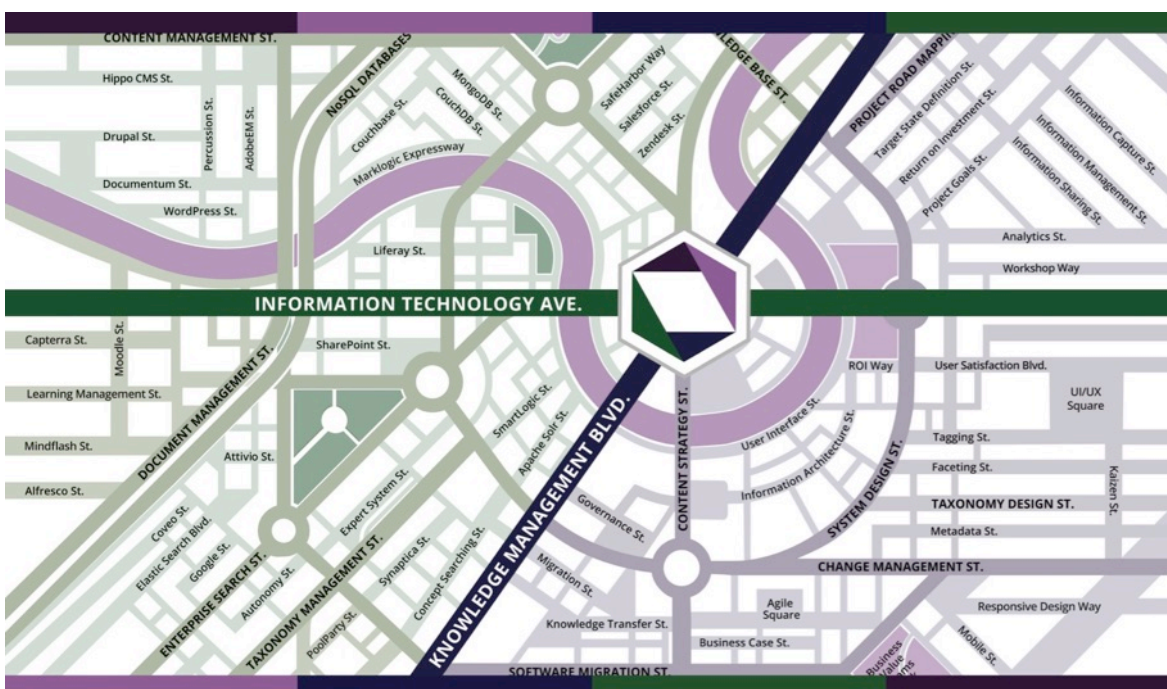 CONTENT MANAGEMENT ST.
Hippo CMS St.
Percussion St.
AdobeEM St.
Drupal St.
Documentum St.
WordPress St.
NoSQL DATABASES
Couchbase St.
MongoDB St.
CouchDB St.
Marklogic Expressway
Liferay St.
SafeHarbor Way
Salesforce St.
Zendesk St.
BASE ST.
PROJECT ROAD
Target State Definition St.
Return on Investment St.
Project Goals St.
Information Capture St.
Information Management St.
Information Sharing St.
Analytics St.
Workshop Way
INFORMATION TECHNOLOGY AVE.
Capterra St.
Moodle St.
Learning Management St.
Mindflash St.
Alfresco St.
SharePoint St.
DOCUMENT MANAGEMENT ST.
Attivio St.
Coveo St.
Elastic Search Blvd.
Google St.
ENTERPRISE SEARCH ST.
Autonomy St.
Expert System St.
TAXONOMY MANAGEMENT ST.
PoolParty St.
Synaptica St.
Concept Searching St.
SmartLogic St.
Apache Solr St.
KNOWLEDGE MANAGEMENT BLVD.
CONTENT STRATEGY ST.
Governance St.
Migration St.
Knowledge Transfer St.
SOFTWARE MIGRATION ST.
Business Case St.
Agile
Square
User Interface St.
Information Architecture St.
SYSTEM DESIGN ST.
ROI Way
User Satisfaction Blvd.
UI/UX
Square
Tagging St.
Faceting St.
Kaizen St.
TAXONOMY DESIGN ST.
Metadata St.
CHANGE MANAGEMENT ST.
Responsive Design Way
Mobile St.
Business
Value